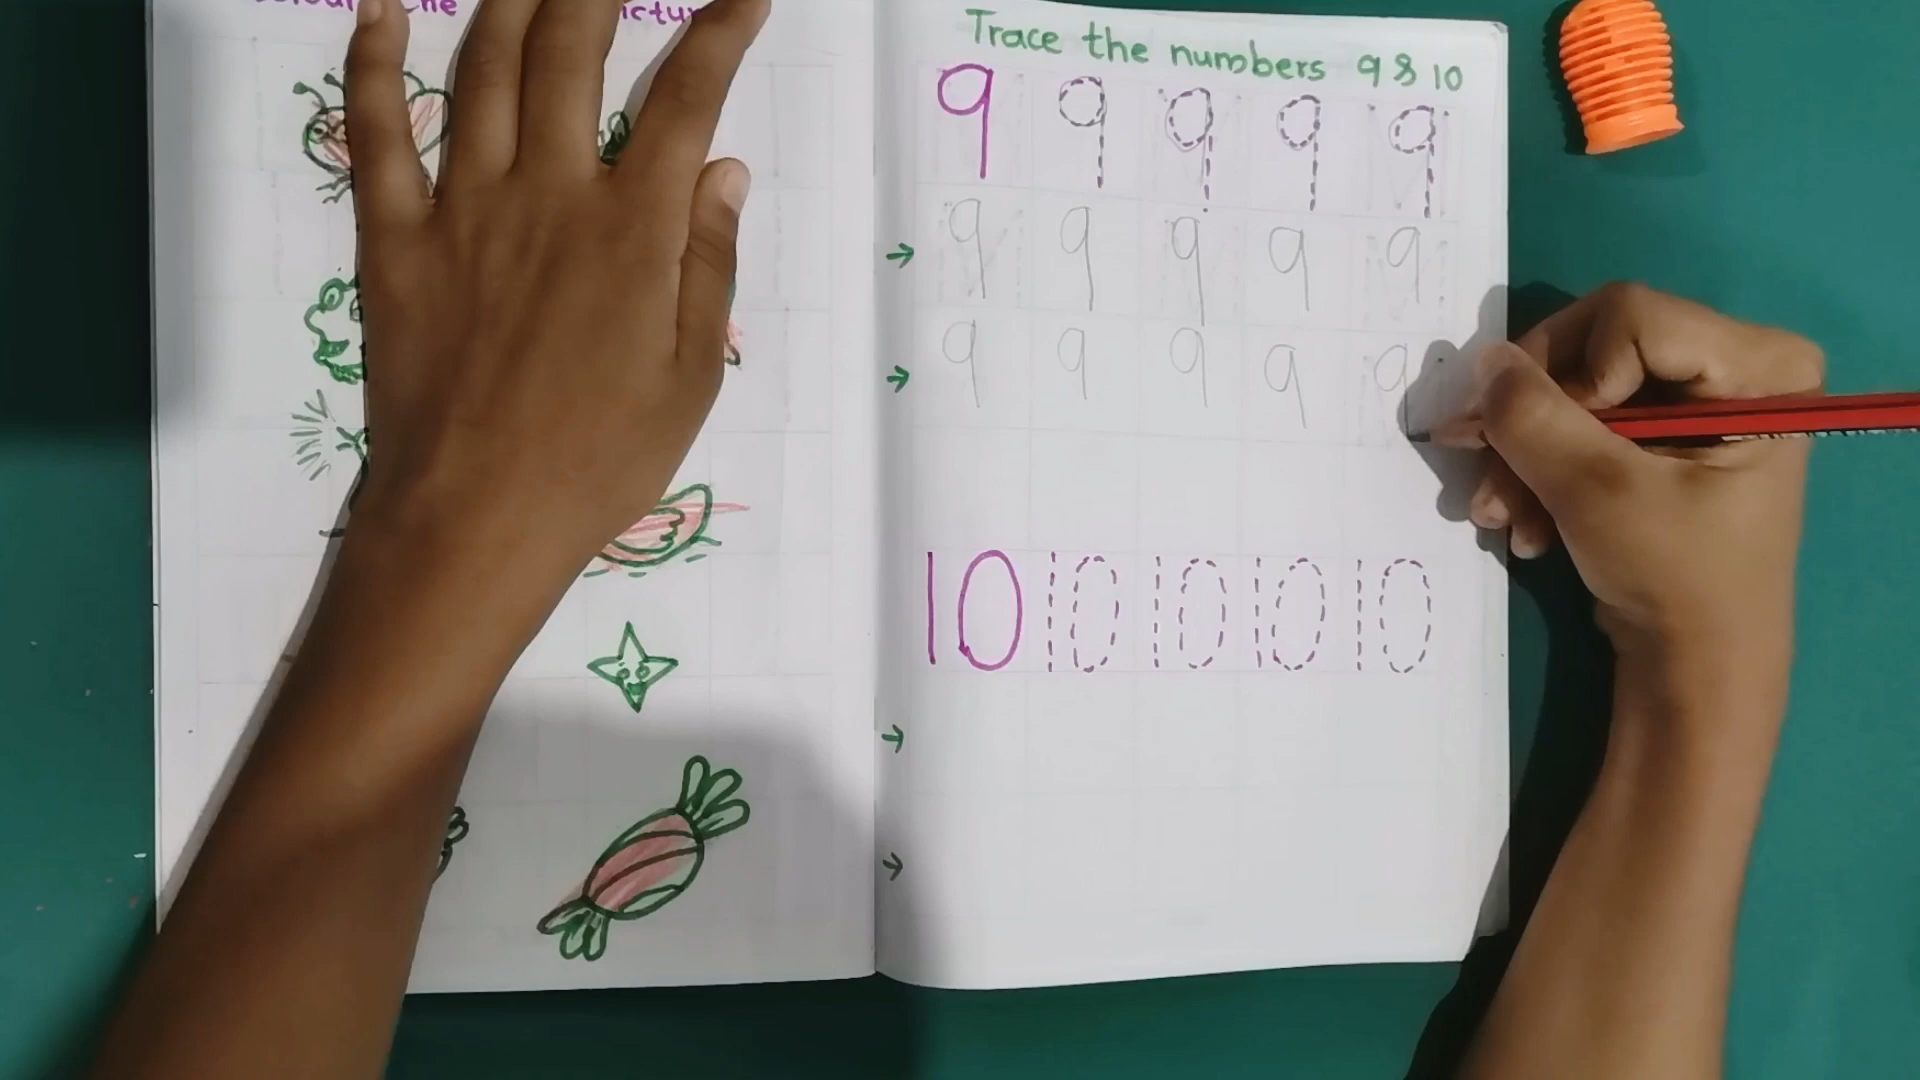 the
Trace the numbers 9 & 10
9 9 9 9 9
→ 9 9 9 9 9
→ 9 9 9 9 9
10 10 10 10 10
→
→